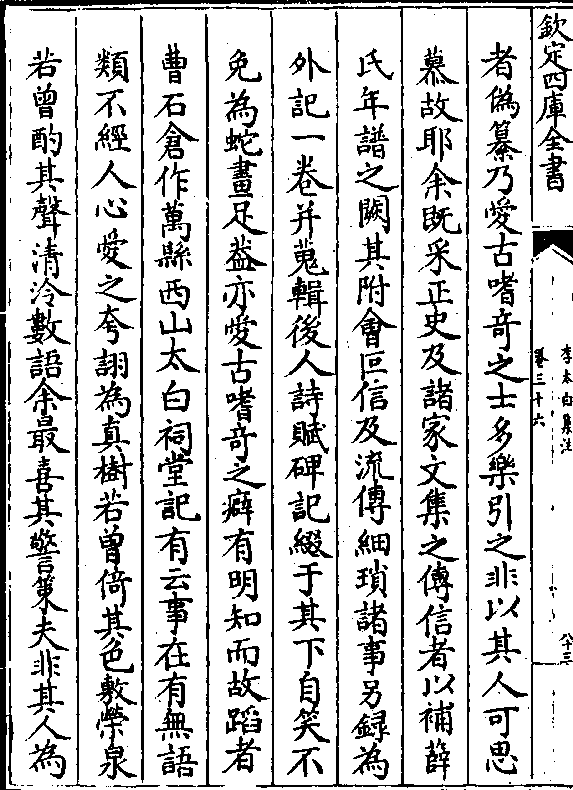 欽定四庫全書
李太白集注
卷三十六
八十三
者偽纂乃愛古嗜奇之士多樂引之非以其人可思
慕故耶余既采正史及諸家文集之傳信者以補薛
氏年譜之闕其附會叵信及流傳細瑣諸事另錄為
外記一卷并蒐輯後人詩賦碑記綴于其下自笑不
免為蛇畫足葢亦愛古嗜奇之癖有明知而故蹈者
曹石倉作萬縣西山太白祠堂記有云事在有無語
類不經人心愛之夸詡為真樹若曾倚其色敷榮泉
若曾酌其聲清泠數語余最喜其警策夫非其人為